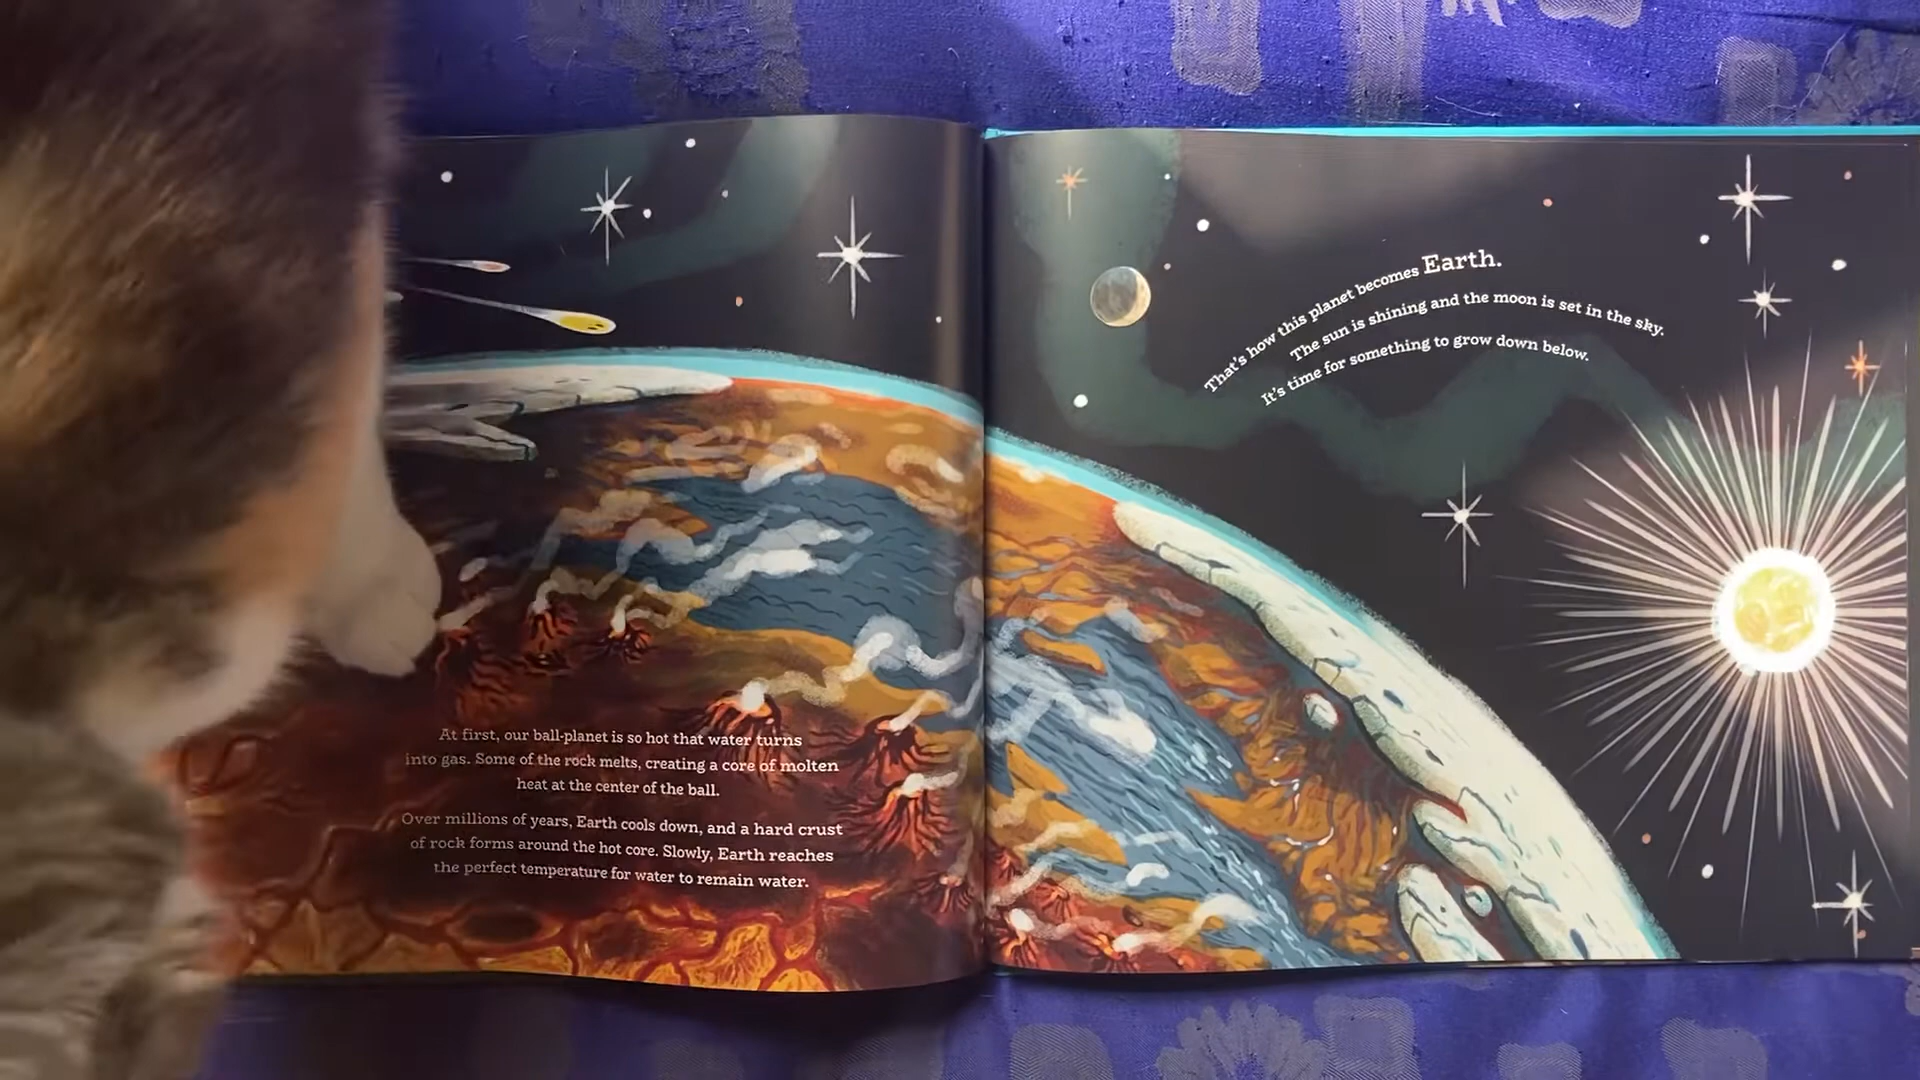 At first, our ball-planet is so hot that water turns
into gas. Some of the rock melts, creating a core of molten
heat at the center of the ball.
Over millions of years, Earth cools down, and a hard crust
of rock forms around the hot core. Slowly, Earth reaches
the perfect temperature for water to remain water.
That's how this planet becomes Earth.
The sun is shining and the moon is set in the sky.
It's time for something to grow down below.